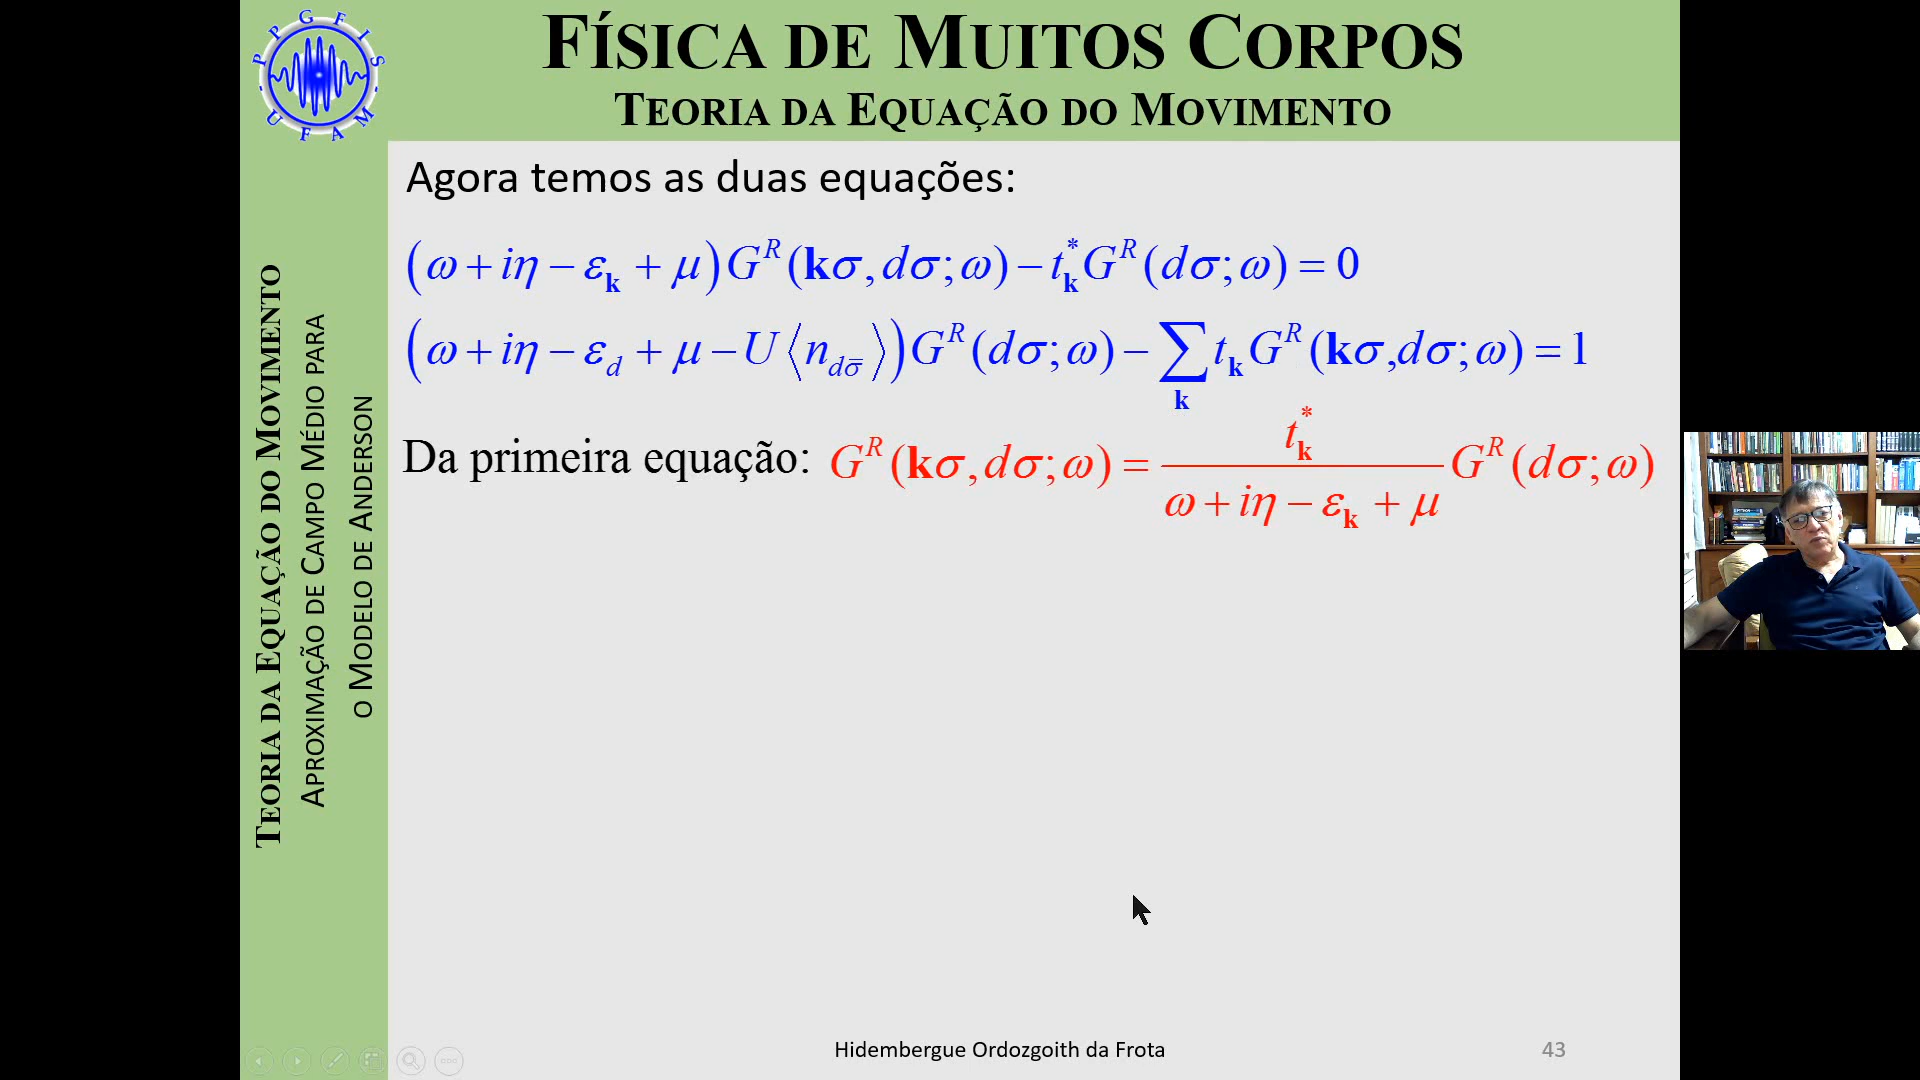 PPGFIS - UFAM -
FÍSICA DE MUITOS CORPOS
TEORIA DA EQUAÇÃO DO MOVIMENTO
TEORIA DA EQUAÇÃO DO MOVIMENTO
APROXIMAÇÃO DE CAMPO MÉDIO PARA
O MODELO DE ANDERSON
Agora temos as duas equações:
(ω + iη − ε_k + μ) G^R(kσ, dσ; ω) − t_k^* G^R(dσ; ω) = 0
(ω + iη − ε_d + μ − U⟨n_{dσ̄}⟩) G^R(dσ; ω) − ∑_k t_k G^R(kσ,dσ; ω) = 1
Da primeira equação: G^R(kσ, dσ; ω) = t_k^* / (ω + iη − ε_k + μ) G^R(dσ; ω)
Hidembergue Ordozgoith da Frota
43